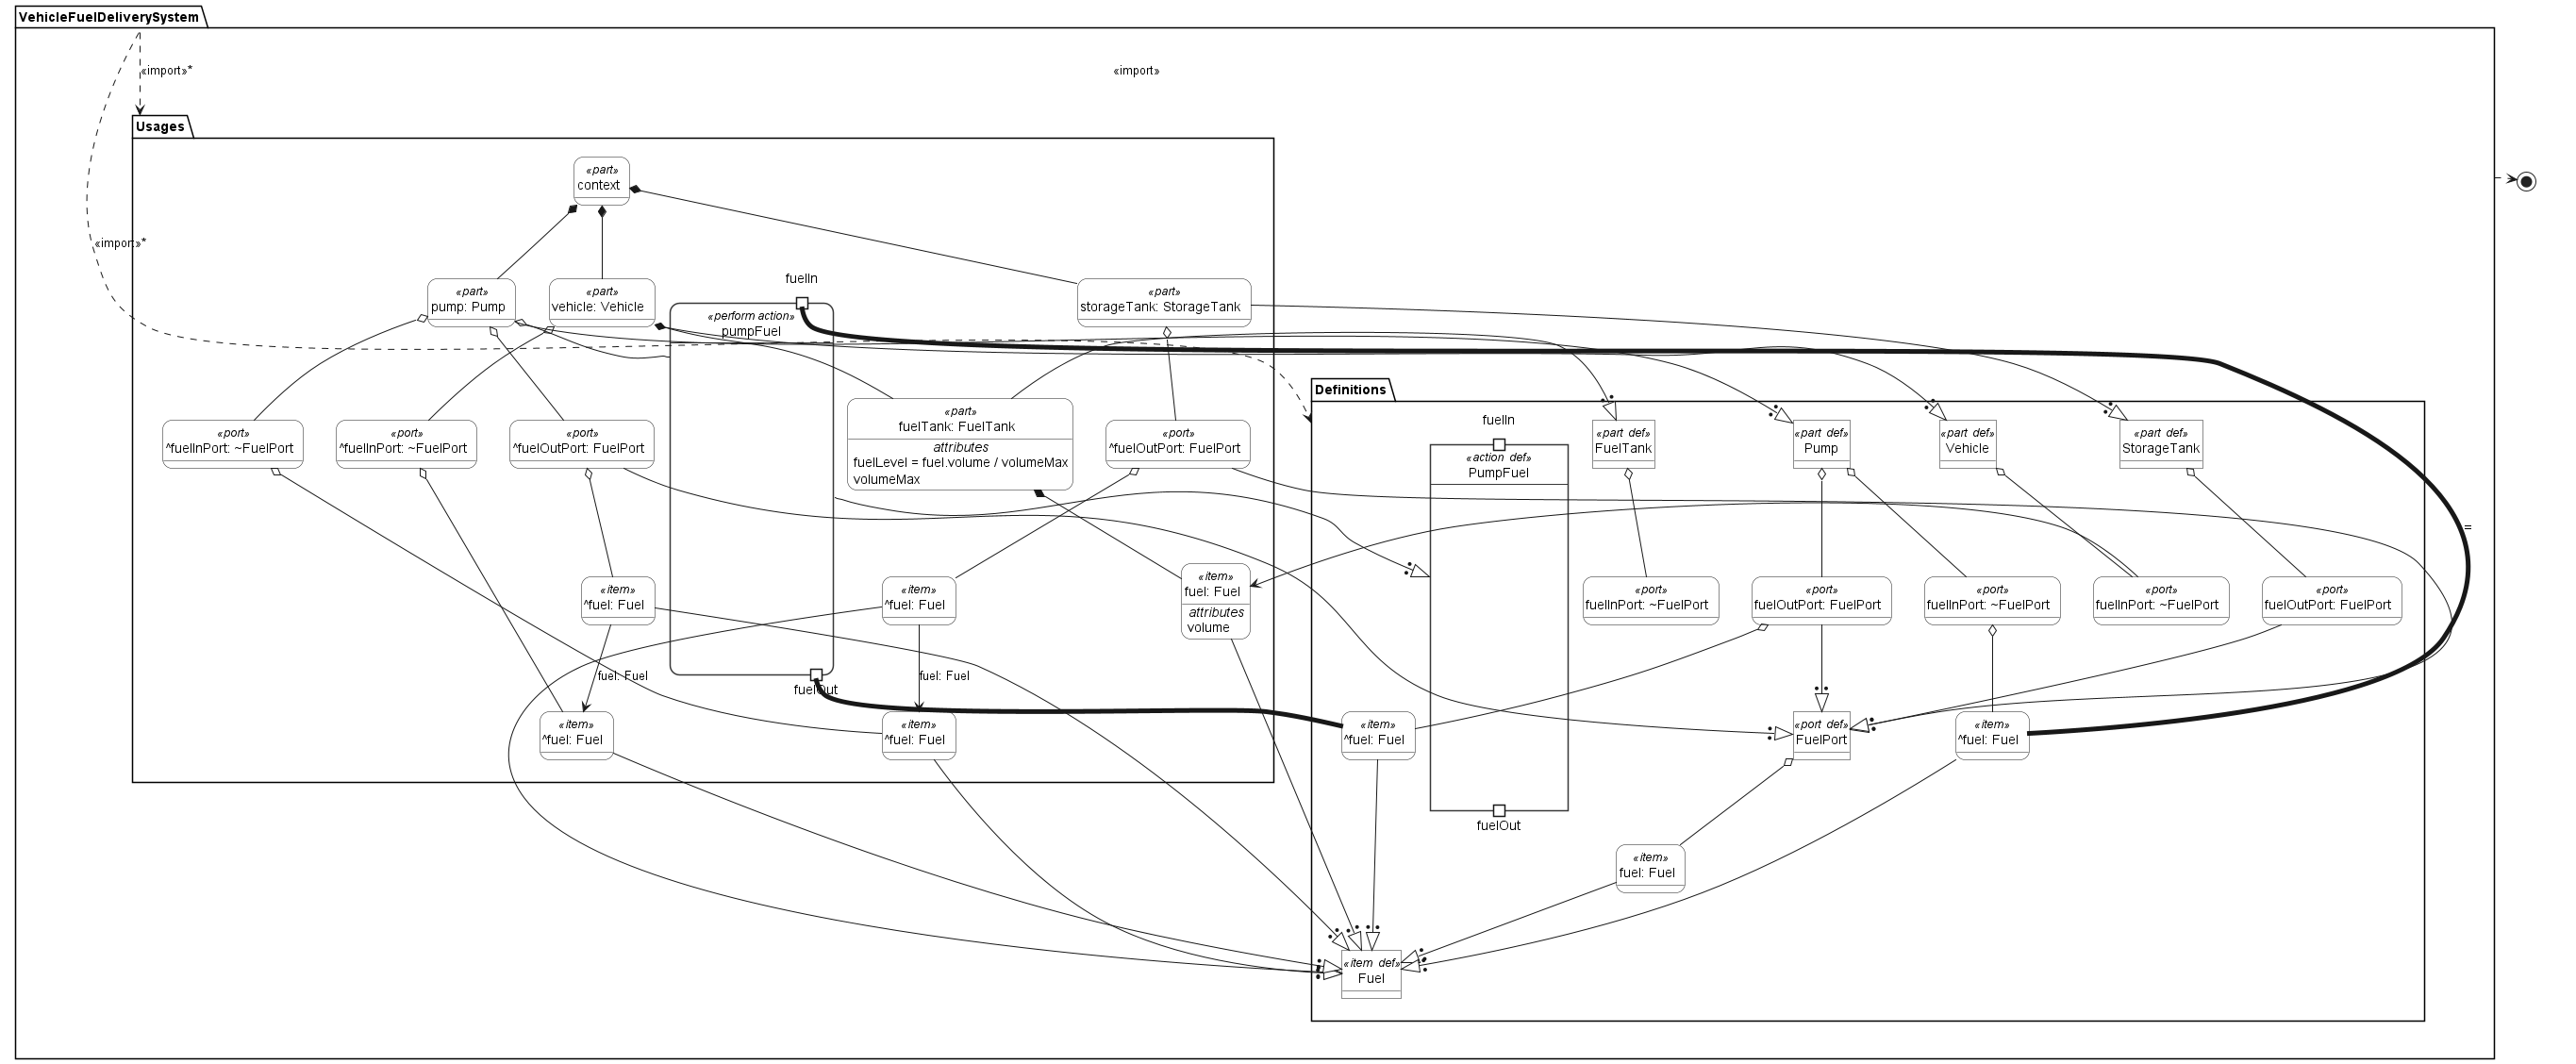 VehicleFuelDeliverySystem
«import»*
«import»
Usages
«part»
context
«import»*
fuelIn
«part»
pump: Pump
«part»
vehicle: Vehicle
«perform action»
pumpFuel
«part»
storageTank: StorageTank
Definitions
«port»
^fuelInPort: ~FuelPort
«port»
^fuelInPort: ~FuelPort
«port»
^fuelOutPort: FuelPort
«part»
fuelTank: FuelTank
attributes
fuelLevel = fuel.volume / volumeMax
volumeMax
«port»
^fuelOutPort: FuelPort
fuelIn
«action def»
PumpFuel
«part def»
FuelTank
«part def»
Pump
«part def»
Vehicle
«part def»
StorageTank
=
«item»
^fuel: Fuel
«item»
^fuel: Fuel
«item»
fuel: Fuel
attributes
volume
«port»
fuelInPort: ~FuelPort
«port»
fuelOutPort: FuelPort
«port»
fuelInPort: ~FuelPort
«port»
fuelInPort: ~FuelPort
«port»
fuelOutPort: FuelPort
fuel: Fuel
fuelOut
fuel: Fuel
«item»
^fuel: Fuel
«item»
^fuel: Fuel
«item»
^fuel: Fuel
«port def»
FuelPort
«item»
^fuel: Fuel
fuelOut
«item»
fuel: Fuel
«item def»
Fuel